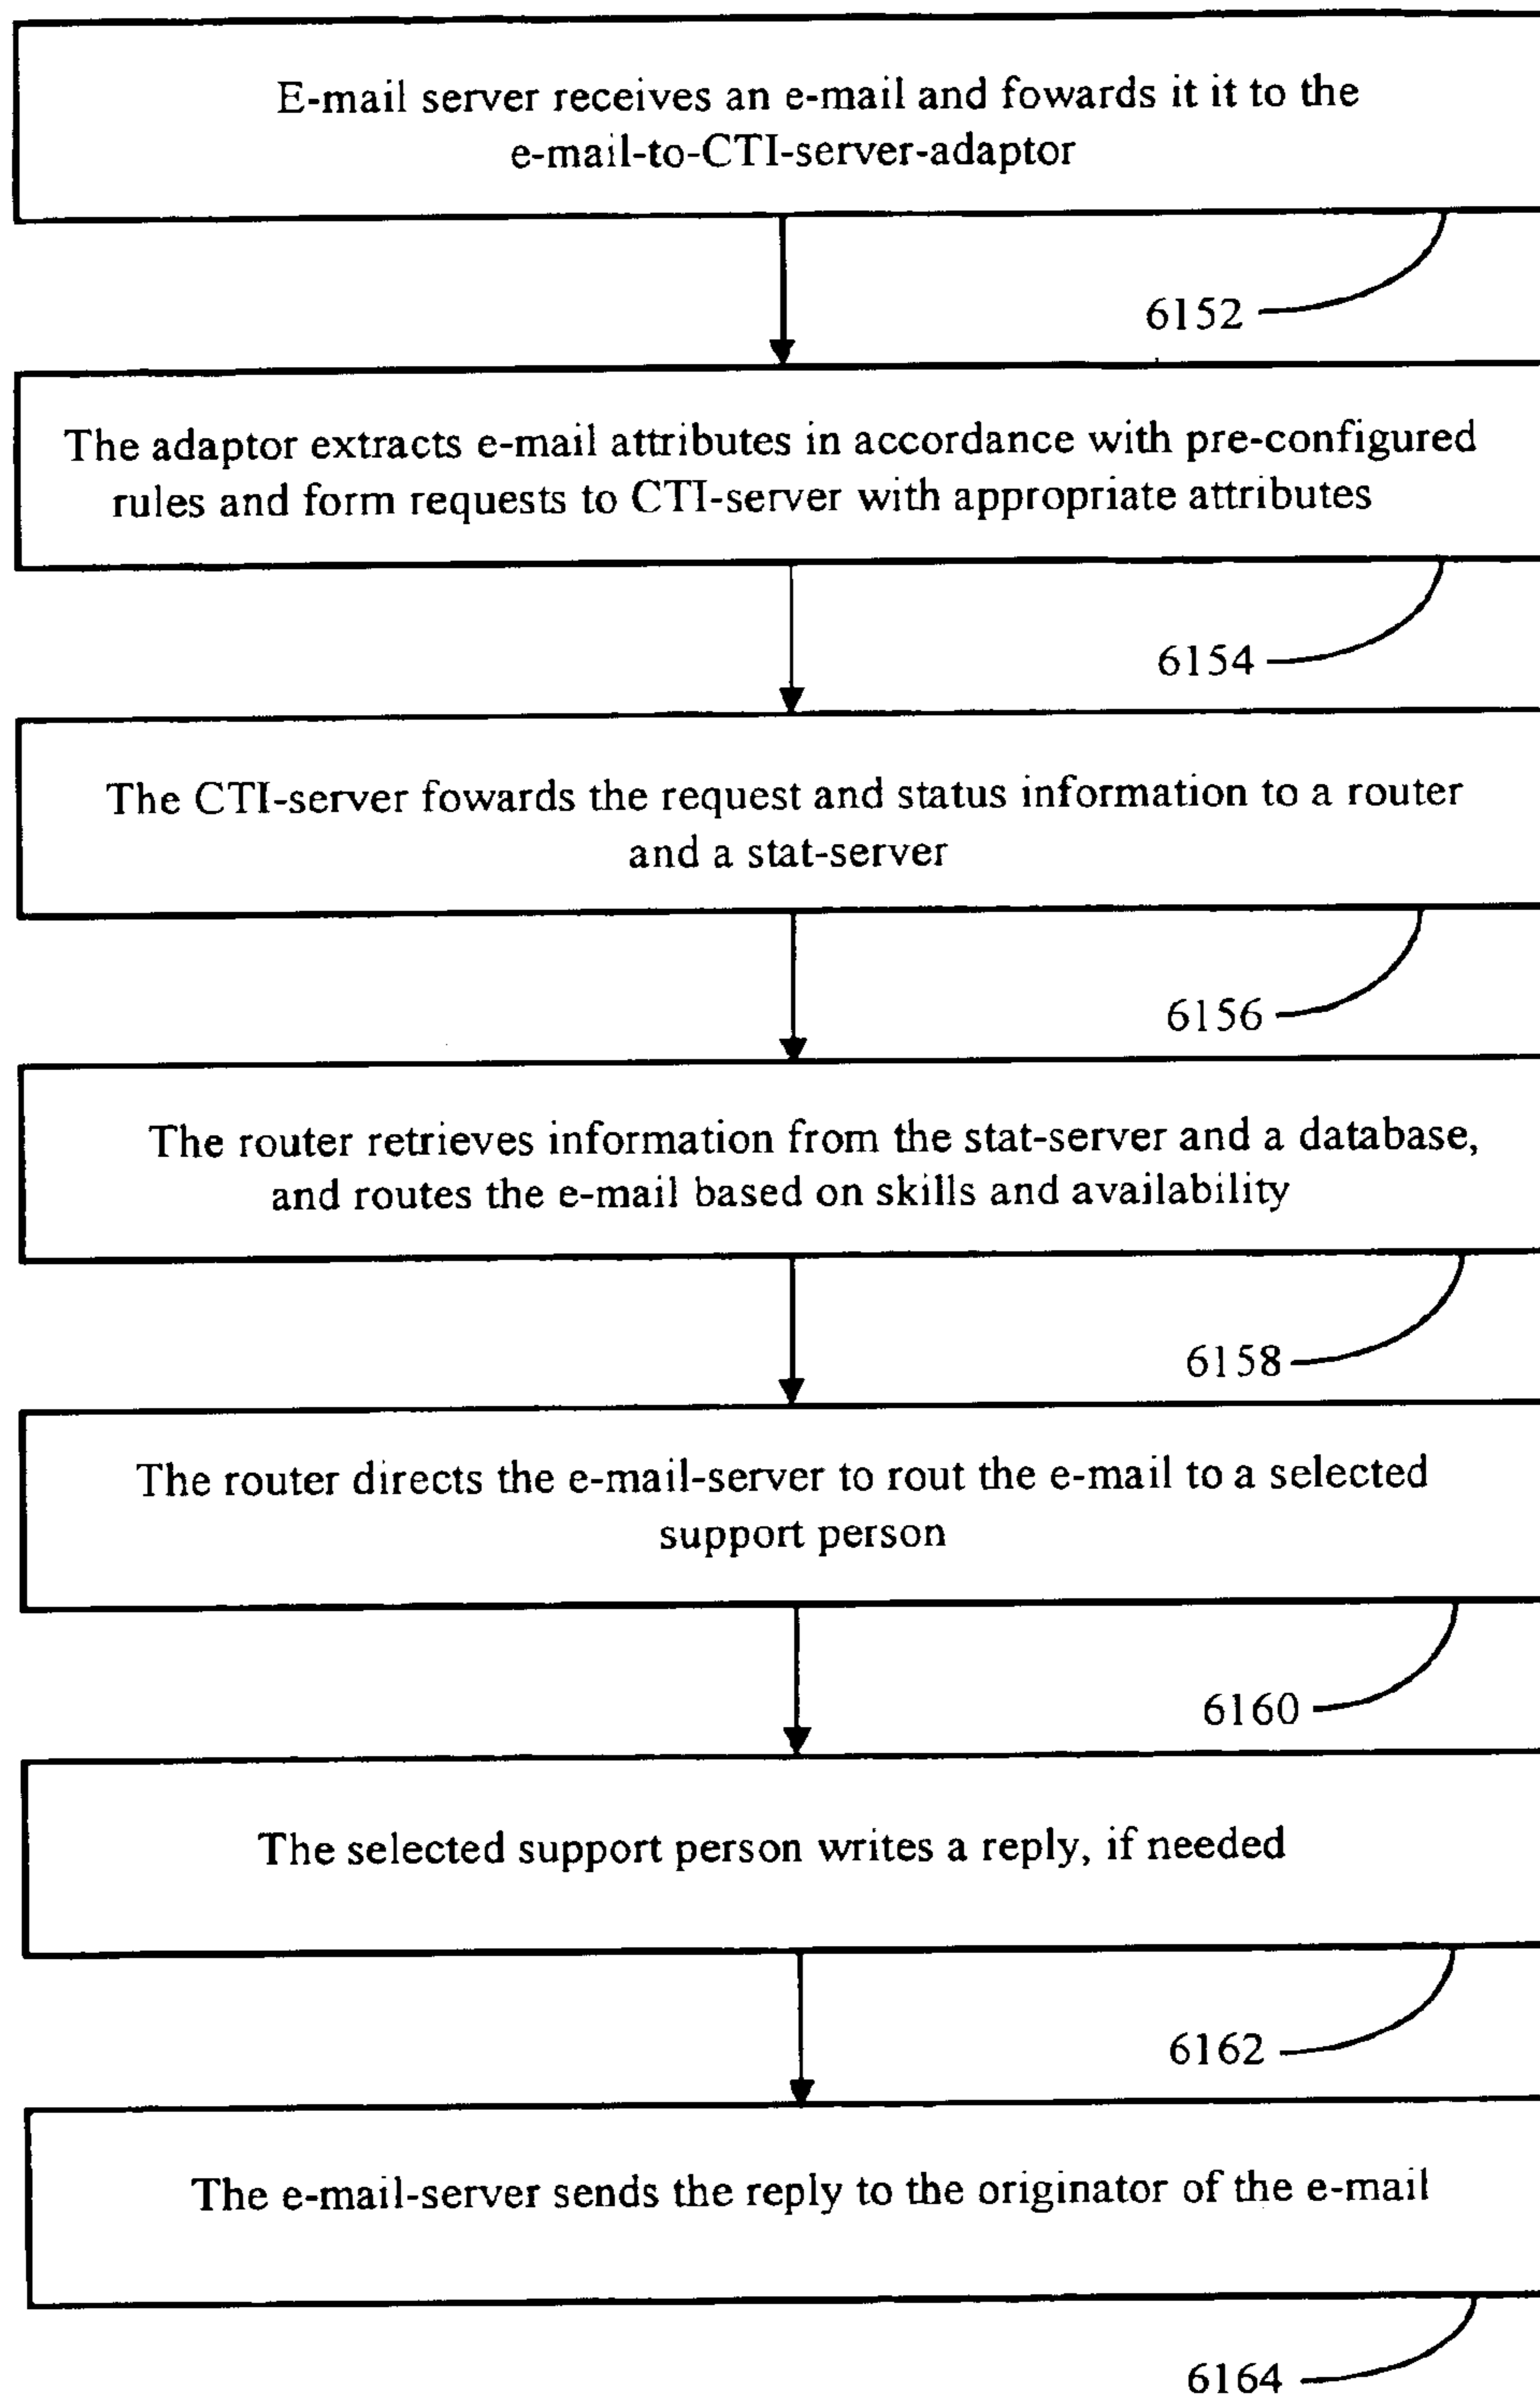 E-mail server receives an e-mail and fowards it it to the
e-mail-to-CTI-server-adaptor
6152
The adaptor extracts e-mail attributes in accordance with pre-configured
rules and form requests to CTI-server with appropriate attributes
6154
The CTI-server fowards the request and status information to a router
and a stat-server
6156
The router retrieves information from the stat-server and a database,
and routes the e-mail based on skills and availability
6158
The router directs the e-mail-server to rout the e-mail to a selected
support person
6160
The selected support person writes a reply, if needed
6162
The e-mail-server sends the reply to the originator of the e-mail
6164